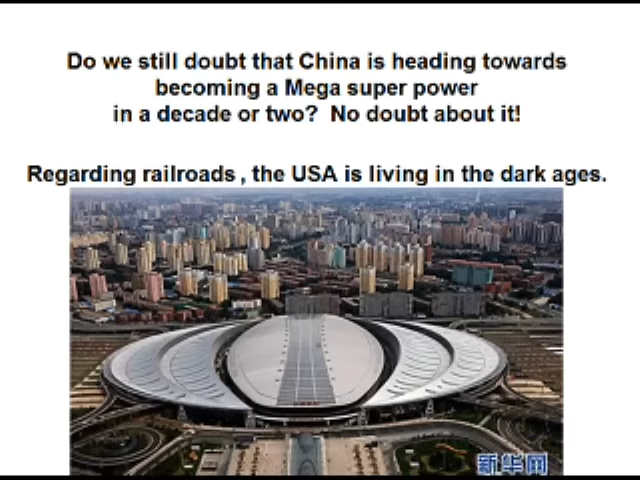 Do we still doubt that China is heading towards
becoming a Mega super power
in a decade or two? No doubt about it!
Regarding railroads , the USA is living in the dark ages.
新华网